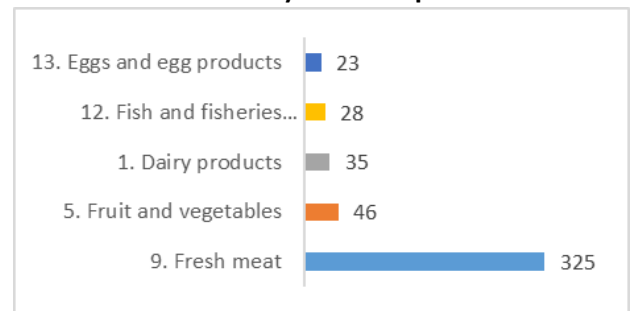 13. Eggs and egg products 23
12. Fish and fisheries... 28
1. Dairy products 35
5. Fruit and vegetables 46
9. Fresh meat 325